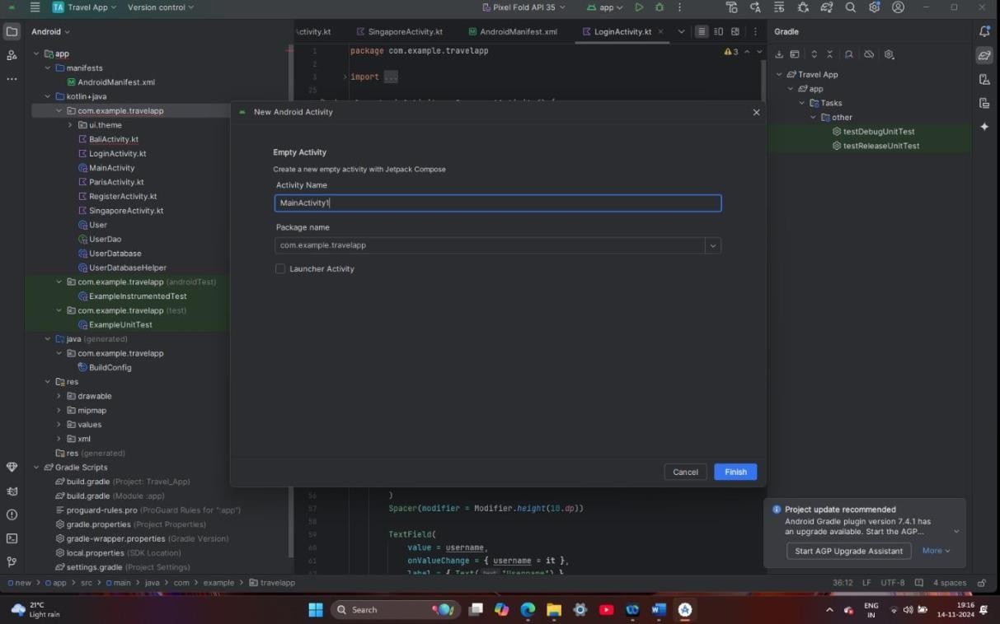 TA Travel App Version control Pixel Fold API 35 app
Android
ctivity.kt SingaporeActivity.kt AndroidManifest.xml LoginActivity.kt
Gradle
app
manifests
AndroidManifest.xml
kotlin+java
com.example.travelapp
ui.theme
BaliActivity.kt
LoginActivity.kt
MainActivity
ParisActivity.kt
RegisterActivity.kt
SingaporeActivity.kt
User
UserDao
UserDatabase
UserDatabaseHelper
com.example.travelapp (androidTest)
ExampleInstrumentedTest
com.example.travelapp (test)
ExampleUnitTest
java (generated)
com.example.travelapp
BuildConfig
res
drawable
mipmap
values
xml
res (generated)
Gradle Scripts
build.gradle (Project: Travel_App)
build.gradle (Module :app)
proguard-rules.pro (ProGuard Rules for ":app")
gradle.properties (Project Properties)
gradle-wrapper.properties (Gradle Version)
local.properties (SDK Location)
settings.gradle (Project Settings)
1 package com.example.travelapp
2
3 import ...
25
3
New Android Activity
Empty Activity
Create a new empty activity with Jetpack Compose
Activity Name
MainActivity1
Package name
com.example.travelapp
Launcher Activity
Cancel Finish
56 )
57 Spacer(modifier = Modifier.height(10.dp))
58
59 TextField(
60 value = username,
61 onValueChange = { username = it },
label = { Text( text: "Username") }
Travel App
app
Tasks
other
testDebugUnitTest
testReleaseUnitTest
Project update recommended
Android Gradle plugin version 7.4.1 has
an upgrade available. Start the AGP...
Start AGP Upgrade Assistant More
new > app > src > main > java > com > example > travelapp
36:12 LF UTF-8 4 spaces
21°C
Light rain
Search
ENG
IN
19:16
14-11-2024